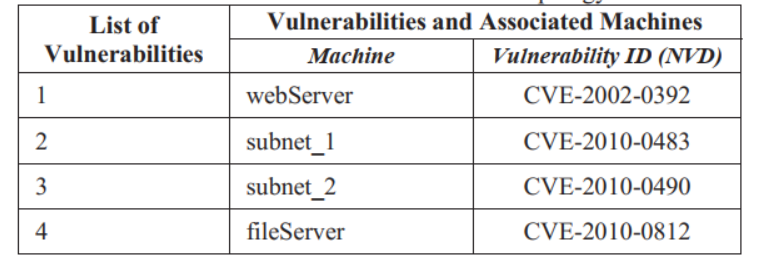 List of Vulnerabilities
Vulnerabilities and Associated Machines
Machine Vulnerability ID (NVD)
1 webServer CVE-2002-0392
2 subnet_1 CVE-2010-0483
3 subnet_2 CVE-2010-0490
4 fileServer CVE-2010-0812